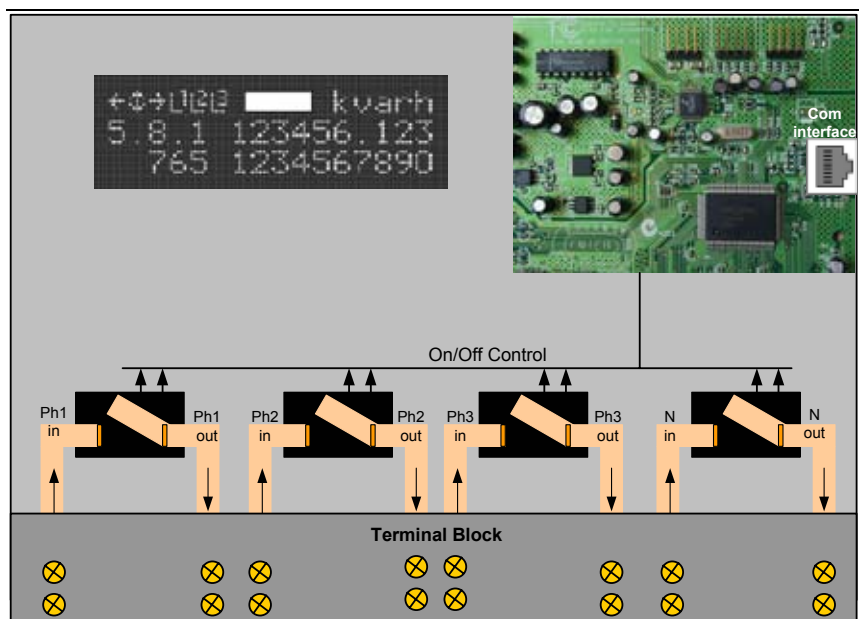 kvarh
5.8.1 123456.123
765 1234567890
Com
interface
On/Off Control
Ph1
in
Ph1
out
Ph2
in
Ph2
out
Ph3
in
Ph3
out
N
in
N
out
Terminal Block